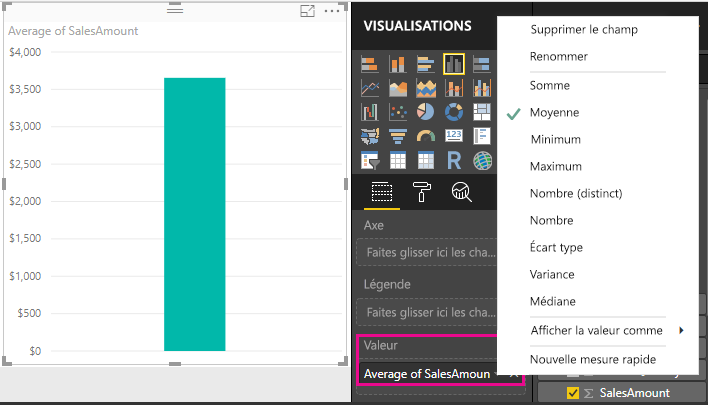 Average of SalesAmount
$4,000
$3,500
$3,000
$2,500
$2,000
$1,500
$1,000
$500
$0
VISUALISATIONS
123
R
Axe
Faites glisser ici les cha...
Légende
Faites glisser ici les cha...
Valeur
Average of SalesAmoun
Supprimer le champ
Renommer
Somme
Moyenne
Minimum
Maximum
Nombre (distinct)
Nombre
Écart type
Variance
Médiane
Afficher la valeur comme
Nouvelle mesure rapide
SalesAmount